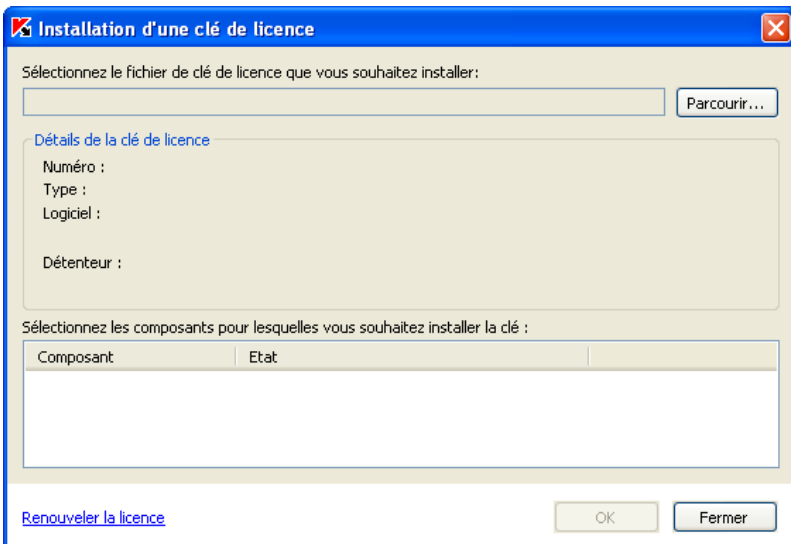 Installation d'une clé de licence
Sélectionnez le fichier de clé de licence que vous souhaitez installer:
Parcourir...
Détails de la clé de licence
Numéro :
Type :
Logiciel :
Détenteur :
Sélectionnez les composants pour lesquelles vous souhaitez installer la clé :
Composant Etat
Renouveler la licence OK Fermer